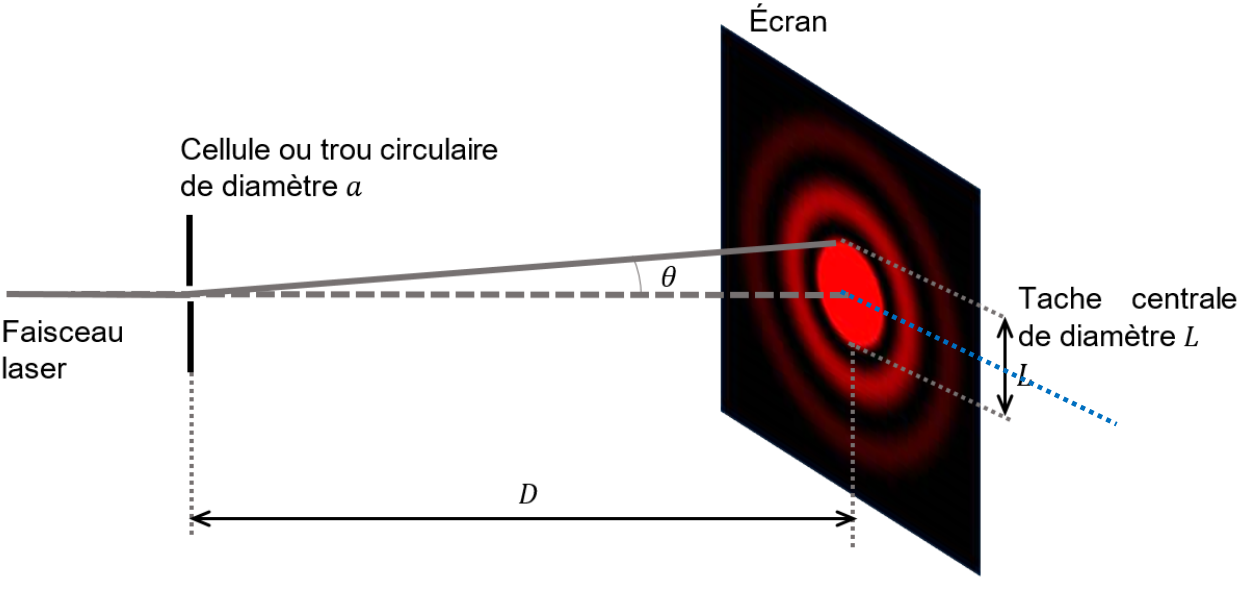 Écran
Cellule ou trou circulaire
de diamètre a
θ
Faisceau
laser
Tache centrale
de diamètre L
L
D